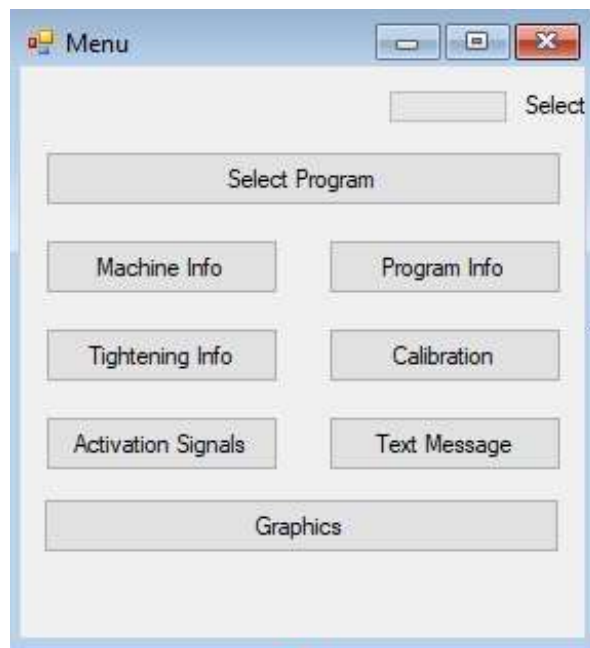 Menu
Select
Select Program
Machine Info Program Info
Tightening Info Calibration
Activation Signals Text Message
Graphics